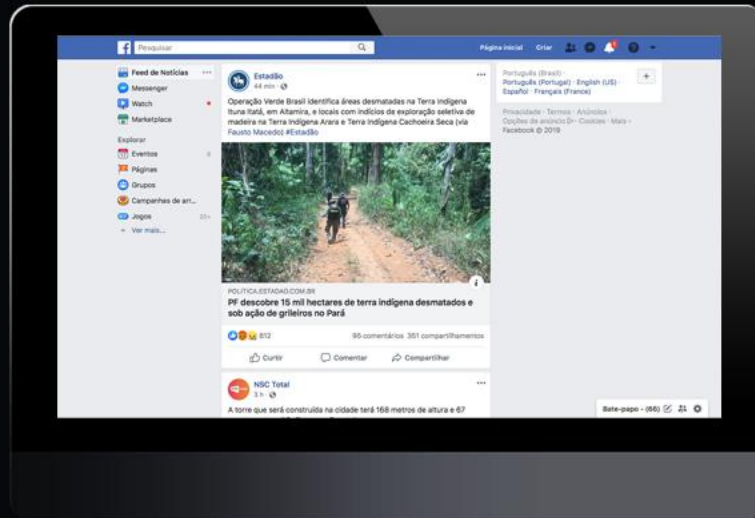 Pesquisar
Página inicial Criar
Feed de Notícias
Messenger
Watch
Marketplace
Explorar
Eventos 6
Páginas
Grupos
Campanhas de arr...
Jogos 20+
Ver mais...
Estadão
44 min ·
Operação Verde Brasil identifica áreas desmatadas na Terra Indígena
Ituna Itatá, em Altamira, e locais com indícios de exploração seletiva de
madeira na Terra Indígena Arara e Terra Indígena Cachoeira Seca (via
Fausto Macedo) #Estadão
POLITICA.ESTADAO.COM.BR
PF descobre 15 mil hectares de terra indígena desmatados e
sob ação de grileiros no Pará
812 95 comentários 351 compartilhamentos
Curtir Comentar Compartilhar
NSC Total
3 h ·
A torre que será construída na cidade terá 168 metros de altura e 67
Português (Brasil) ·
Português (Portugal) · English (US) ·
Español · Français (France)
Privacidade · Termos · Anúncios ·
Opções de anúncio · Cookies · Mais
Facebook © 2019
Bate-papo - (66)